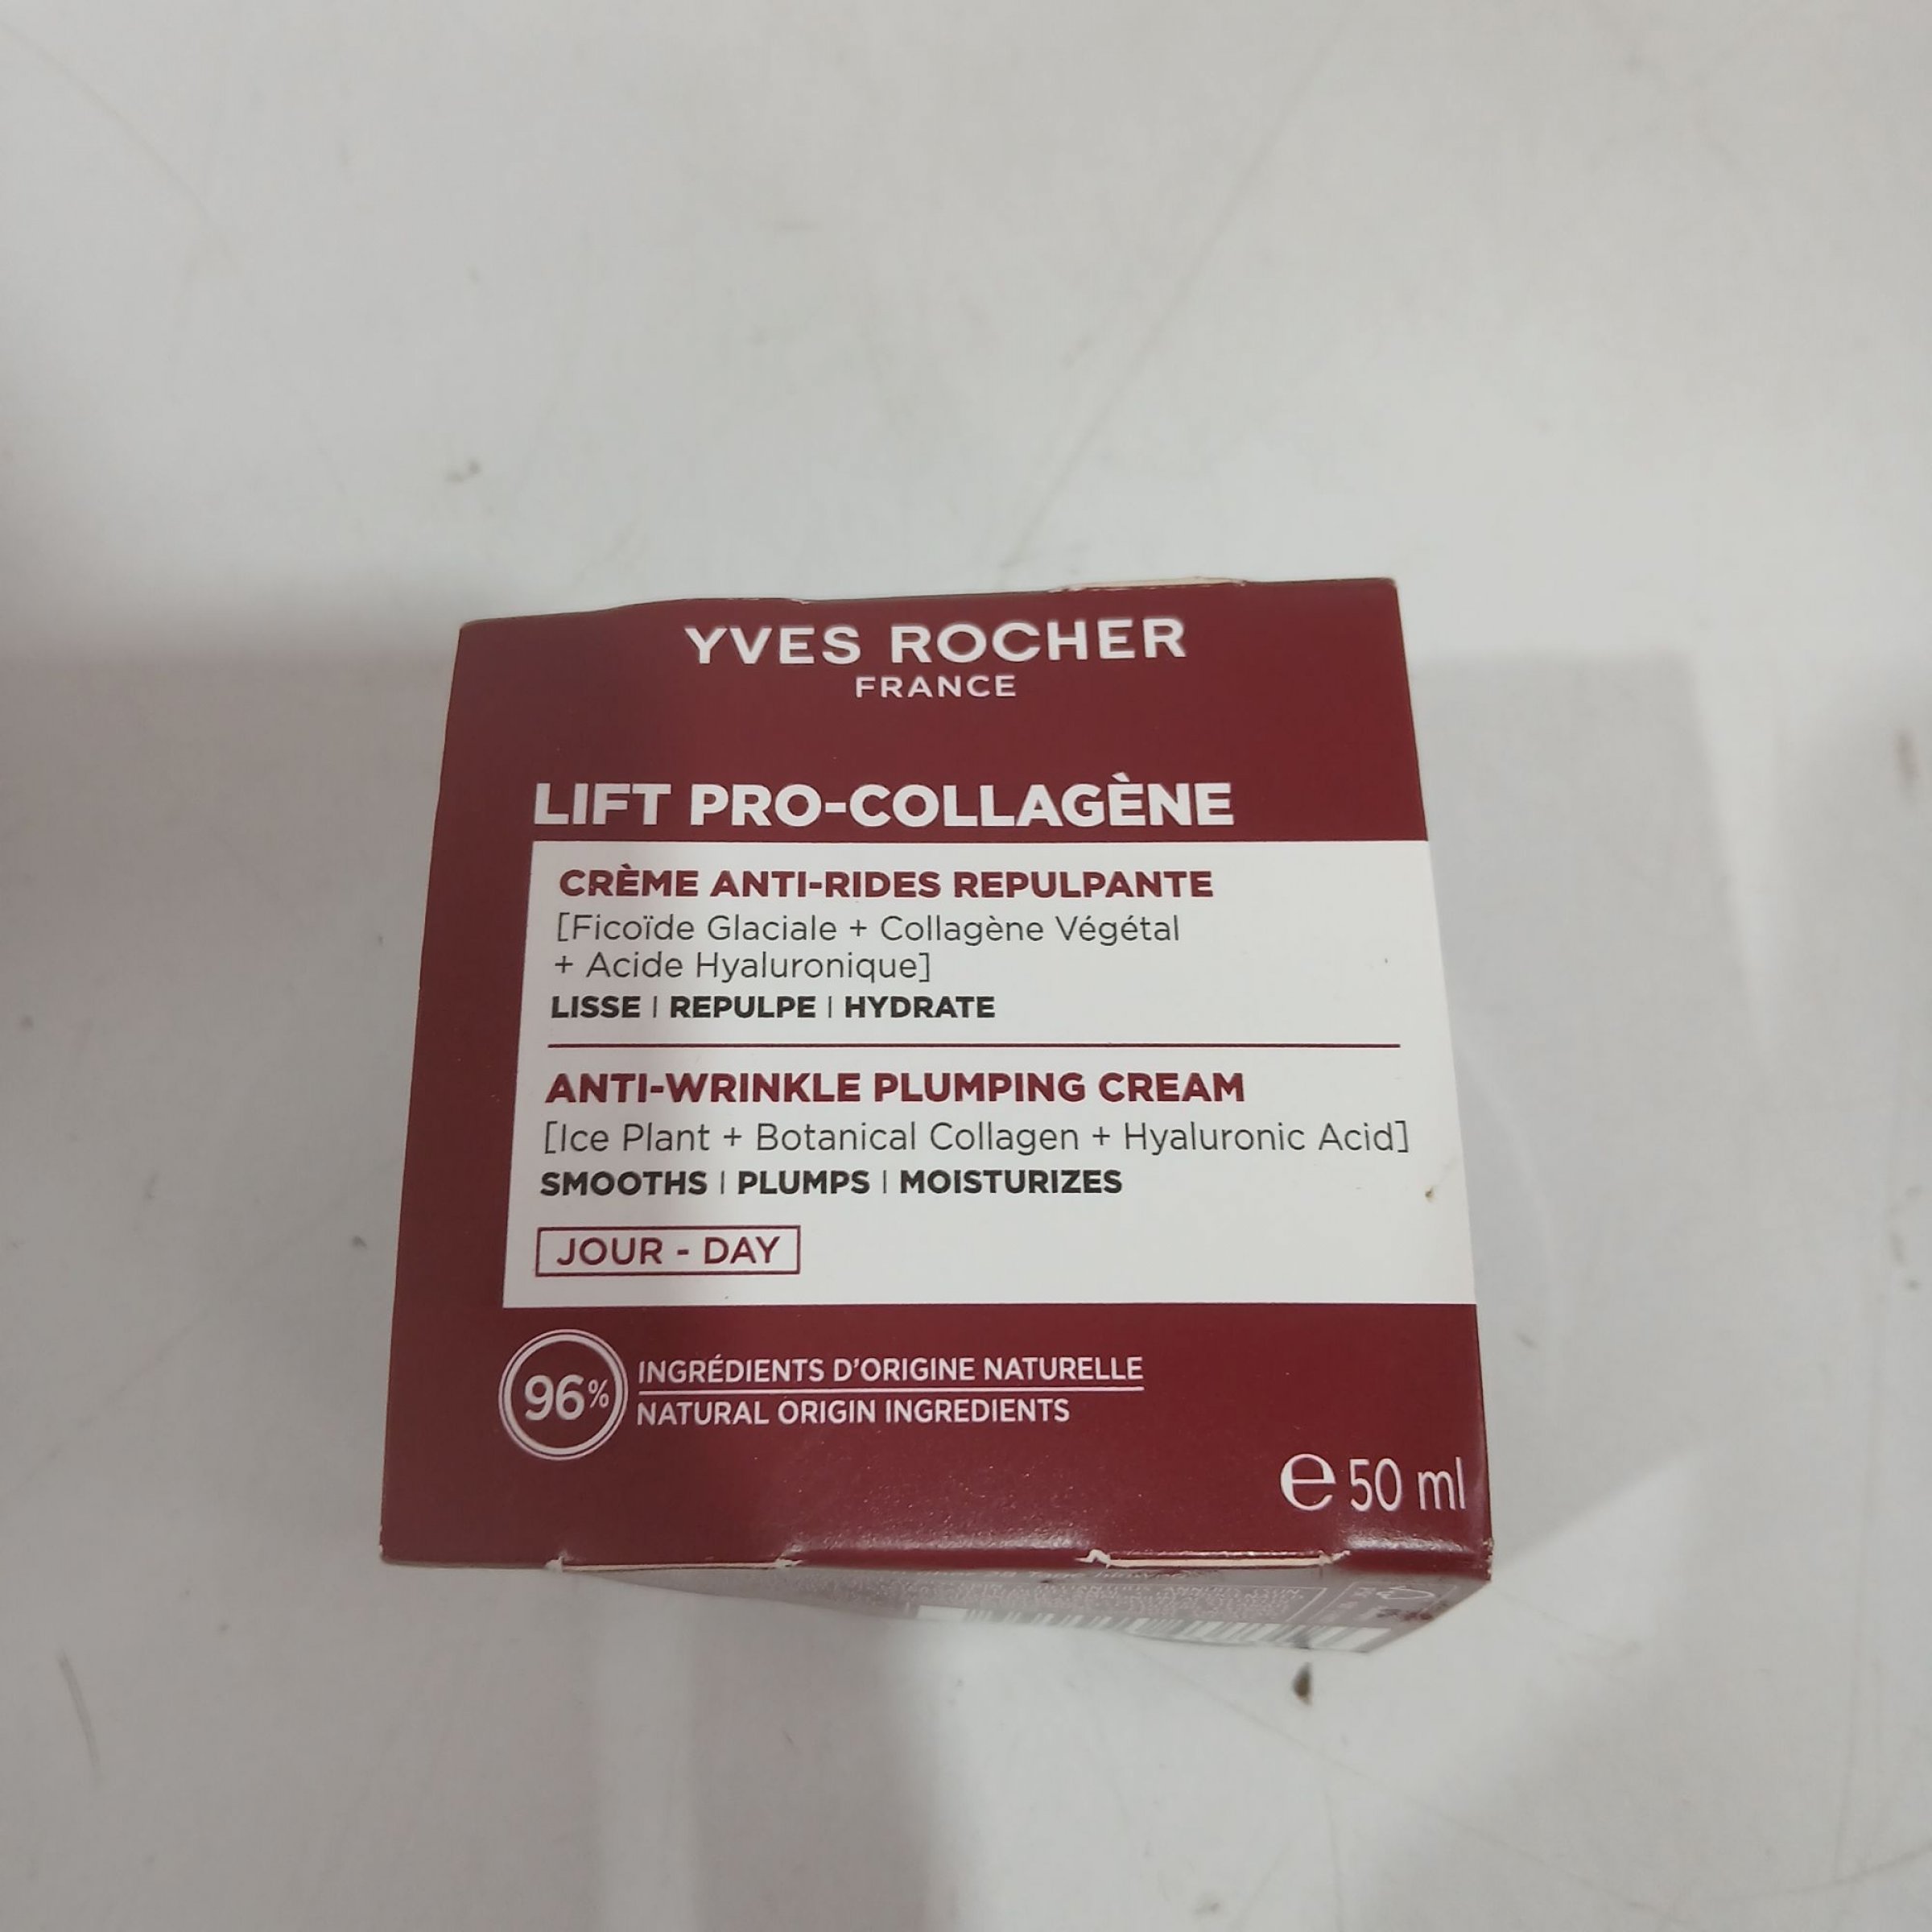 YVES ROCHER
FRANCE
LIFT PRO-COLLAGÈNE
CRÈME ANTI-RIDES REPULPANTE
[Ficoïde Glaciale + Collagène Végétal
+ Acide Hyaluronique]
LISSE | REPULPE | HYDRATE
ANTI-WRINKLE PLUMPING CREAM
[Ice Plant + Botanical Collagen + Hyaluronic Acid]
SMOOTHS | PLUMPS | MOISTURIZES
JOUR - DAY
96%
INGRÉDIENTS D'ORIGINE NATURELLE
NATURAL ORIGIN INGREDIENTS
℮ 50 ml